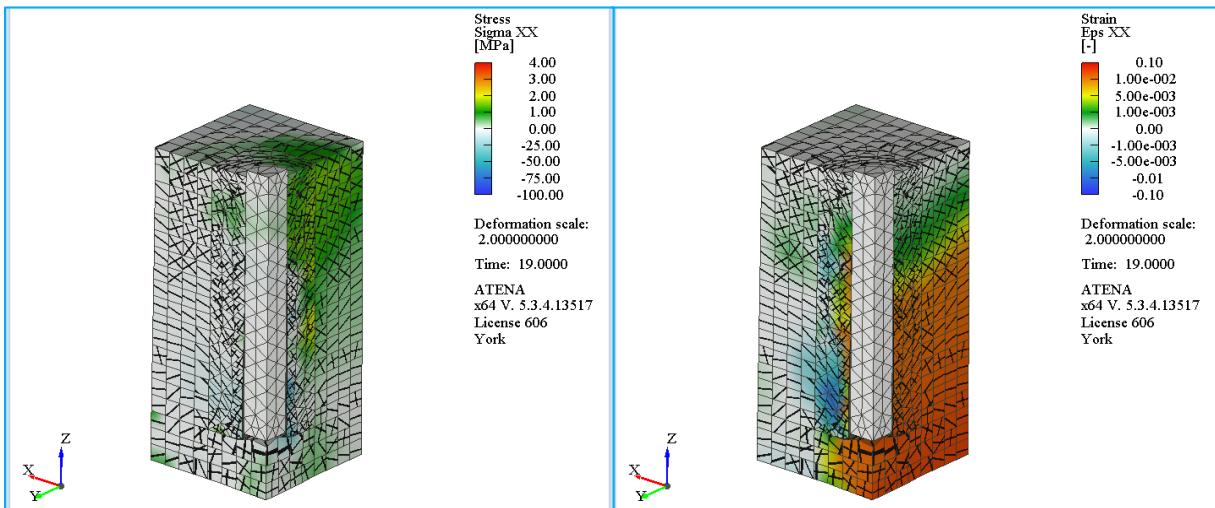 Stress
Sigma XX
[MPa]
4.00
2.00
1.00
0.00
-25.00
-50.00
-75.00
-100.00
Deformation scale:
2.000000000
Time: 19.0000
ATENA
x64 V. 5.3.4.13517
License 606
York
Z
X
Y
Strain
Eps XX
[-]
0.10
1.00e-002
5.00e-003
1.00e-003
0.00
-1.00e-003
-5.00e-003
-0.01
-0.10
Deformation scale:
2.000000000
Time: 19.0000
ATENA
x64 V. 5.3.4.13517
License 606
York
Z
X
Y